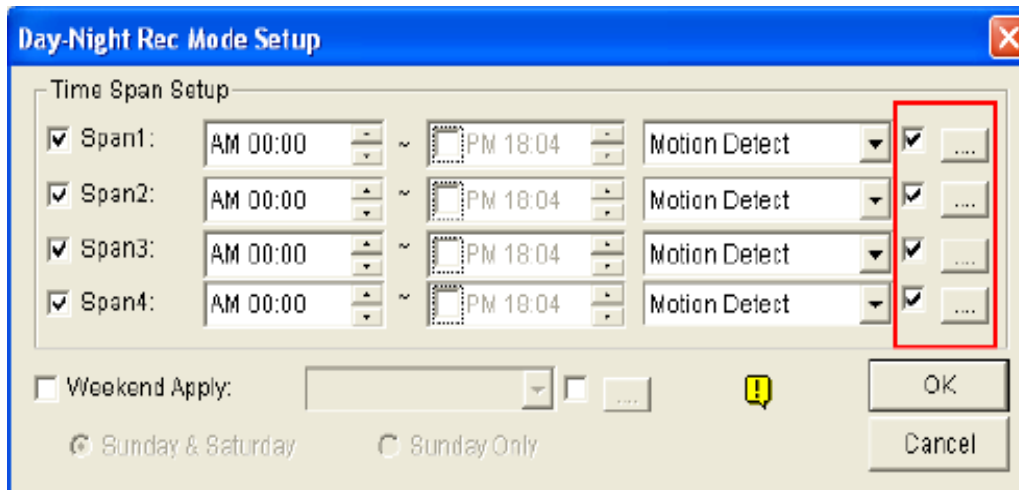 Day-Night Rec Mode Setup
Time Span Setup
Span1: AM 00:00 ~ PM 18:04 Motion Detect ....
Span2: AM 00:00 ~ PM 18:04 Motion Detect ....
Span3: AM 00:00 ~ PM 18:04 Motion Detect ....
Span4: AM 00:00 ~ PM 18:04 Motion Detect ....
Weekend Apply: ....
OK
Sunday & Saturday Sunday Only
Cancel